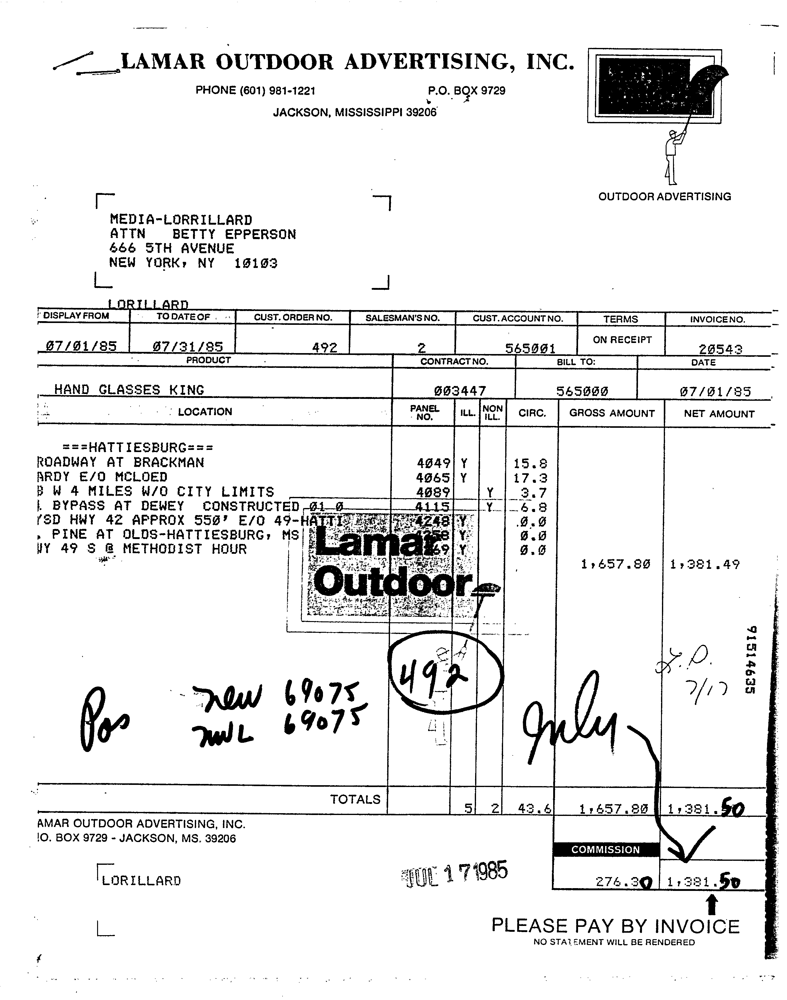 LAMAR OUTDOOR ADVERTISING, INC.
PHONE (601) 981-1221 P.O. BOX 9729
JACKSON, MISSISSIPPI 39206
OUTDOOR ADVERTISING
MEDIA-LORRILLARD
ATTN BETTY EPPERSON
666 5TH AVENUE
NEW YORK, NY 10103
LORILLARD
DISPLAY FROM TO DATE OF CUST. ORDER NO. SALESMAN'S NO. CUST. ACCOUNT NO. TERMS INVOICE NO.
07/01/85 07/31/85 492 2 565001 ON RECEIPT 20543
PRODUCT CONTRACT NO. BILL TO: DATE
HAND GLASSES KING 003447 565000 07/01/85
LOCATION PANEL NO. ILL. NON ILL. CIRC. GROSS AMOUNT NET AMOUNT
===HATTIESBURG===
ROADWAY AT BRACKMAN 4049 Y 15.8
ARDY E/O MCLOED 4065 Y 17.3
W 4 MILES W/O CITY LIMITS 4089 Y 3.7
BYPASS AT DEWEY CONSTRUCTED 01 0 4115 Y 6.8
YSD HWY 42 APPROX 550' E/O 49-HATTI 4248 Y 0.0
, PINE AT OLDS-HATTIESBURG, MS 58 Y 0.0
WY 49 S @ METHODIST HOUR 69 Y 0.0
1,657.80 1,381.49
Lamar
Outdoor
91514635
492
7/17
Pos new 69075
69075
July
TOTALS 5 2 43.6 1,657.80 1,381.50
AMAR OUTDOOR ADVERTISING, INC.
.O. BOX 9729 - JACKSON, MS. 39206
COMMISSION
LORILLARD
JUL 17 1985
276.30 1,381.50
PLEASE PAY BY INVOICE
NO STATEMENT WILL BE RENDERED